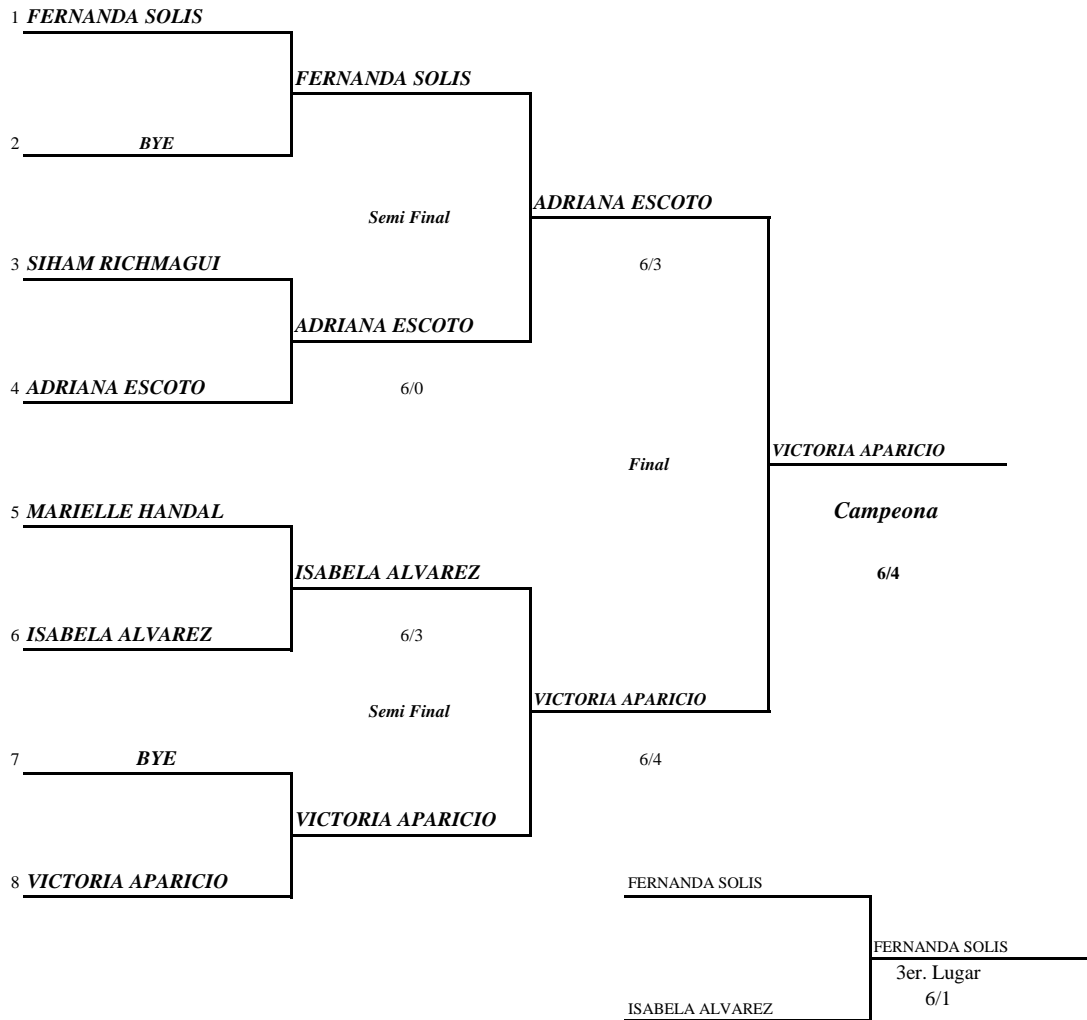 1 FERNANDA SOLIS
FERNANDA SOLIS
2 BYE
Semi Final
ADRIANA ESCOTO
3 SIHAM RICHMAGUI
6/3
ADRIANA ESCOTO
4 ADRIANA ESCOTO
6/0
Final
VICTORIA APARICIO
5 MARIELLE HANDAL
Campeona
ISABELA ALVAREZ
6/4
6 ISABELA ALVAREZ
6/3
Semi Final
VICTORIA APARICIO
7 BYE
6/4
VICTORIA APARICIO
8 VICTORIA APARICIO
FERNANDA SOLIS
FERNANDA SOLIS
3er. Lugar
6/1
ISABELA ALVAREZ